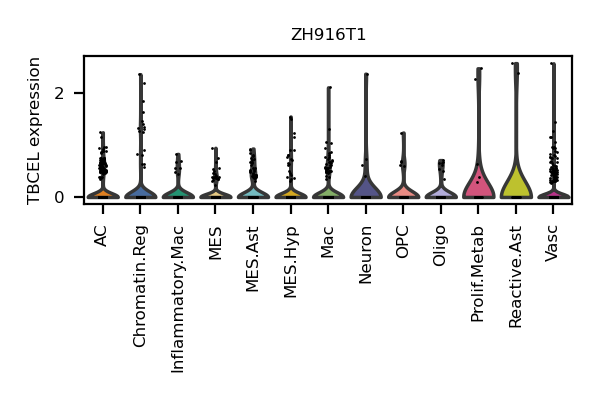 ZH916T1
TBCEL expression
2
0
AC
Chromatin.Reg
Inflammatory.Mac
MES
MES.Ast
MES.Hyp
Mac
Neuron
OPC
Oligo
Prolif.Metab
Reactive.Ast
Vasc